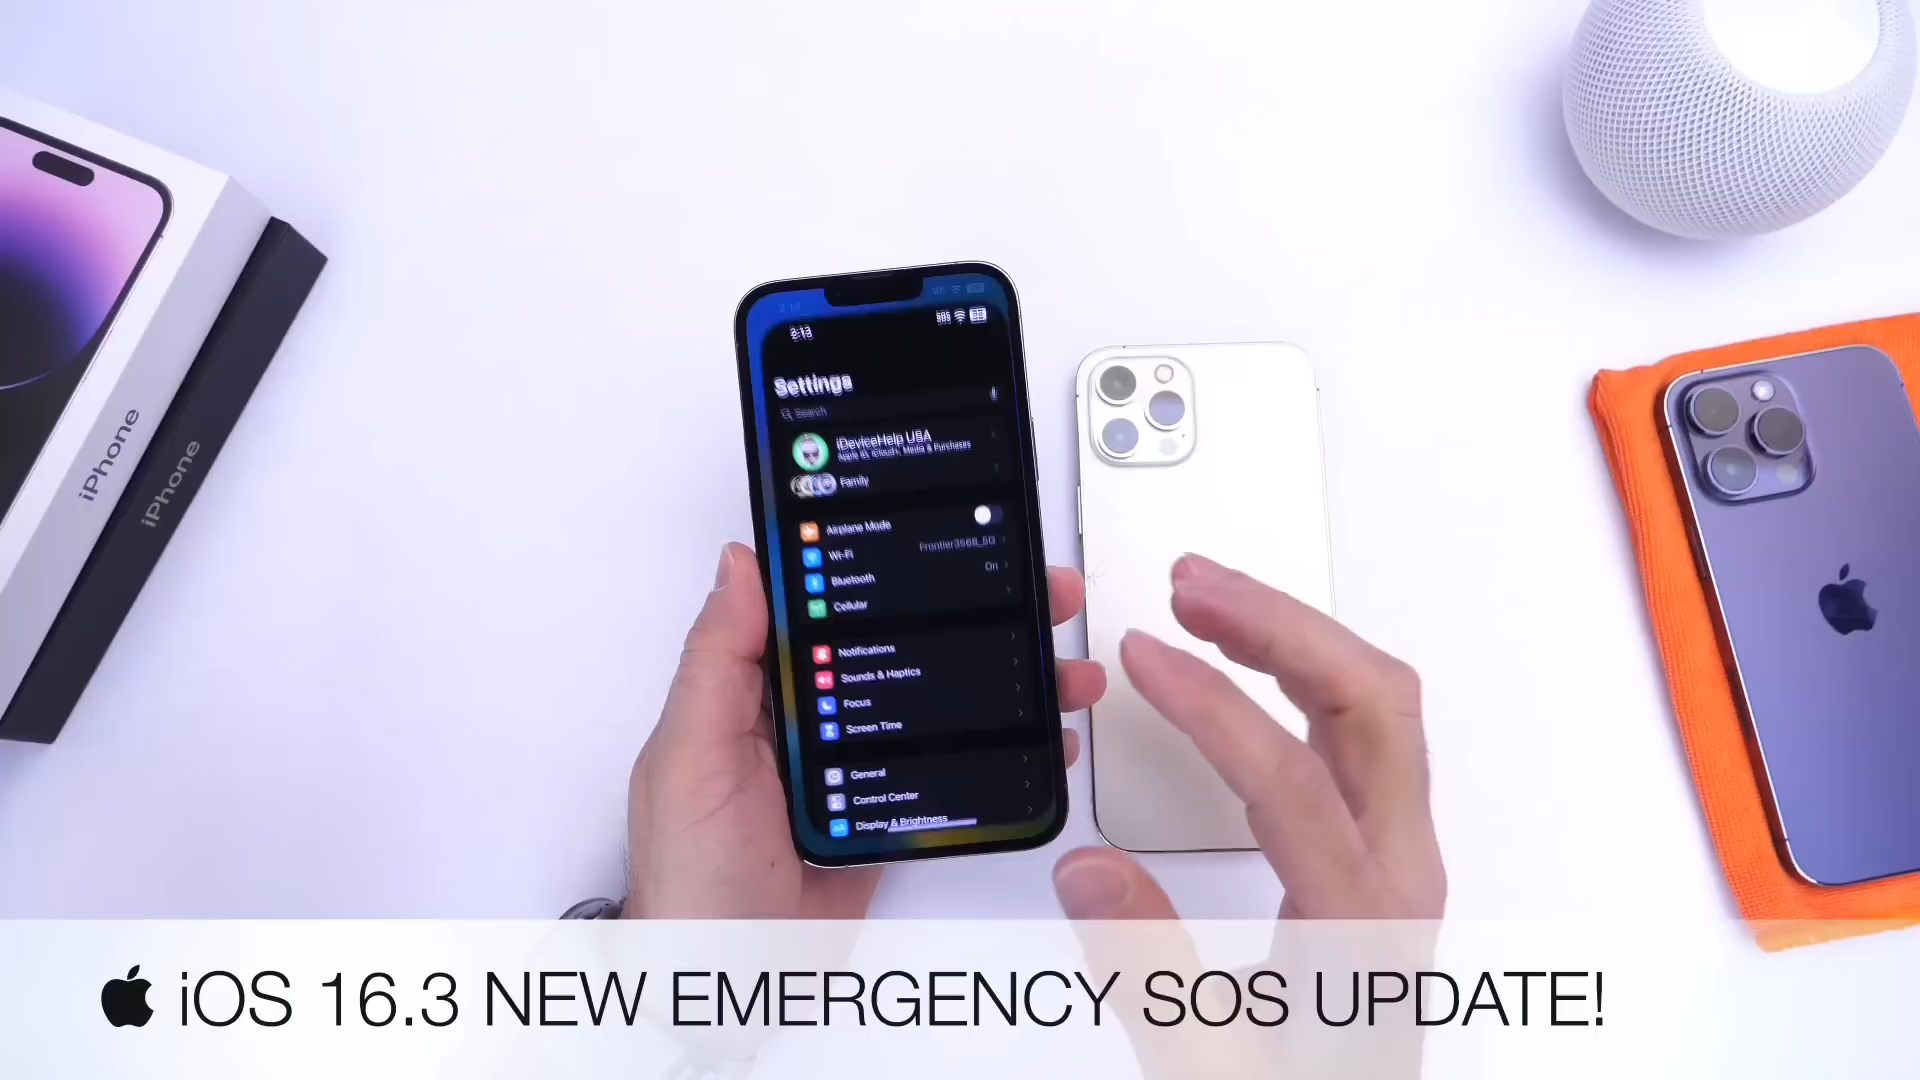 iPhone
iPhone
2:13
SOS
Settings
Search
iDeviceHelp USA
Apple ID, iCloud+, Media & Purchases
Family
Airplane Mode
Wi-Fi
Bluetooth
On
Cellular
Notifications
Sounds & Haptics
Focus
Screen Time
General
Control Center
Display & Brightness
iOS 16.3 NEW EMERGENCY SOS UPDATE!